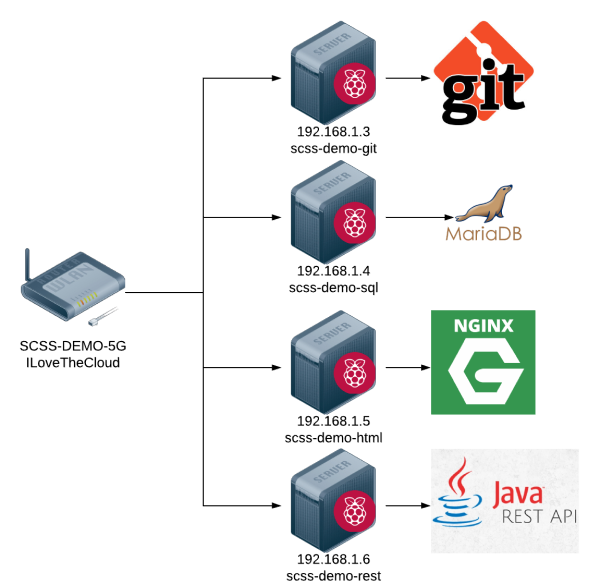 SERVER
192.168.1.3
scss-demo-git
git
SERVER
192.168.1.4
scss-demo-sql
MariaDB
WLAN
SCSS-DEMO-5G
ILoveTheCloud
SERVER
192.168.1.5
scss-demo-html
NGINX
G
SERVER
192.168.1.6
scss-demo-rest
Java
REST API